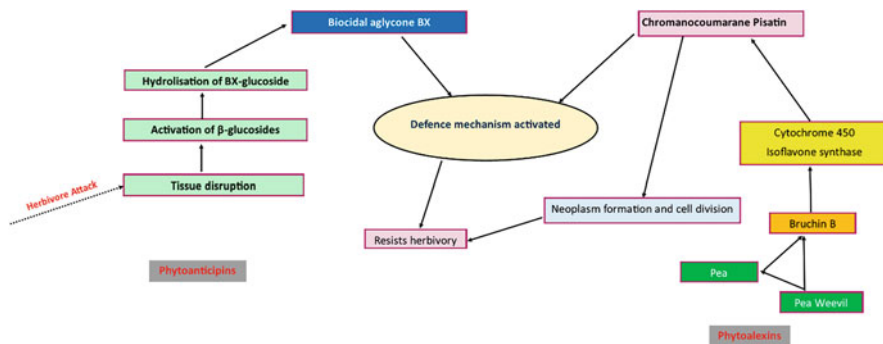 Biocidal aglycone BX
Chromanocoumarane Pisatin
Hydrolisation of BX-glucoside
Defence mechanism activated
Activation of β-glucosides
Cytochrome 450
Isoflavone synthase
Herbivore Attack
Tissue disruption
Neoplasm formation and cell division
Bruchin B
Resists herbivory
Phytoanticipins
Pea
Pea Weevil
Phytoalexins